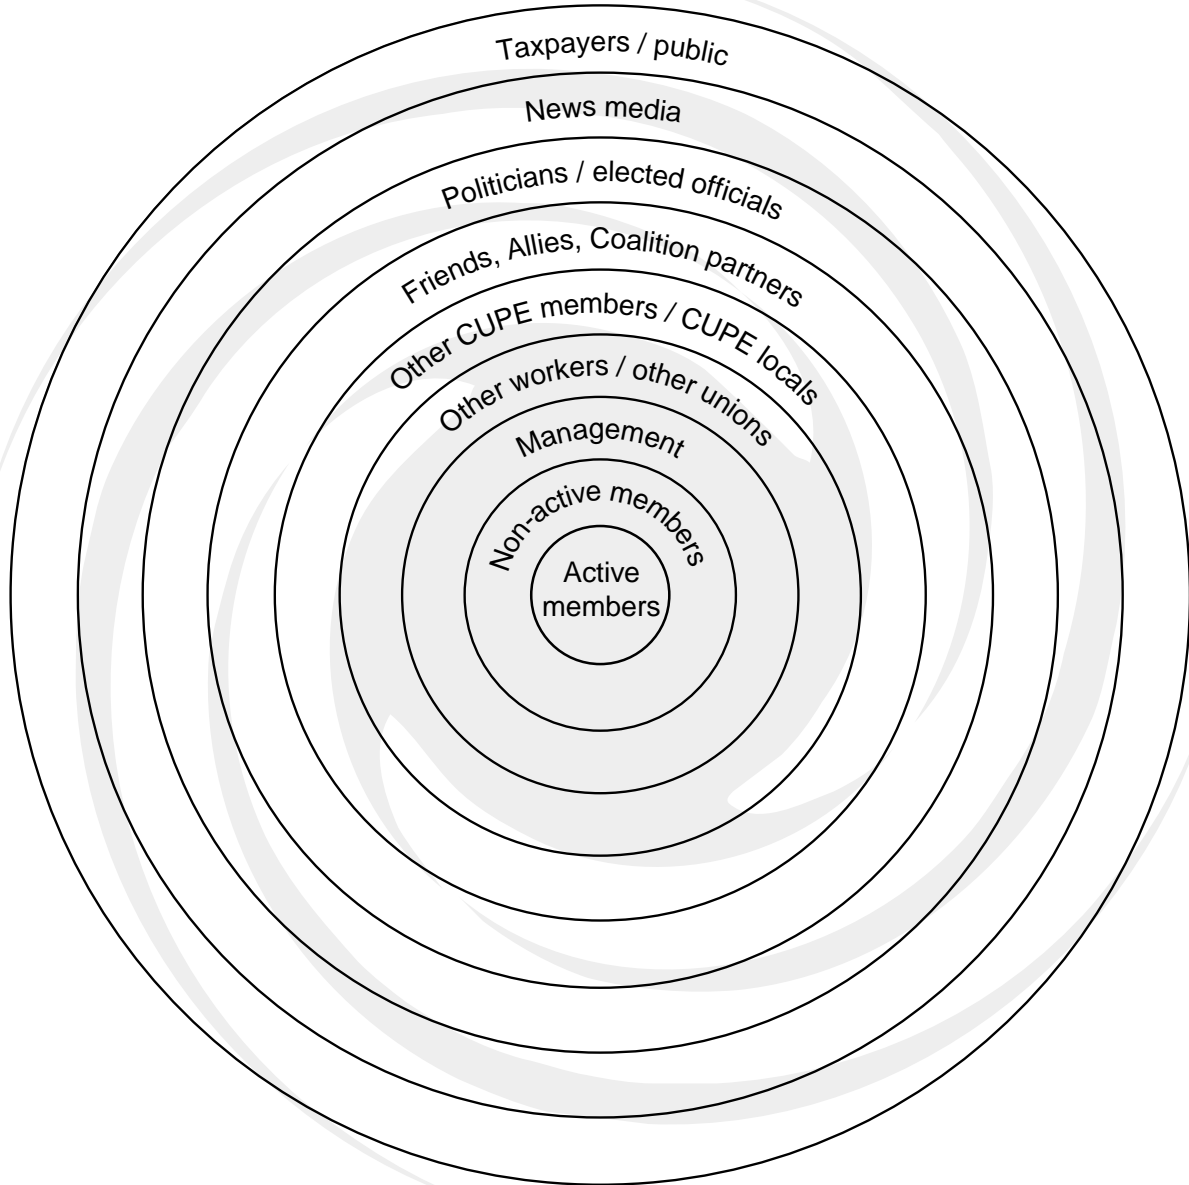 Taxpayers / public
News media
Politicians / elected officials
Friends, Allies, Coalition partners
Other CUPE members / CUPE locals
Other workers / other unions
Management
Non-active members
Active
members